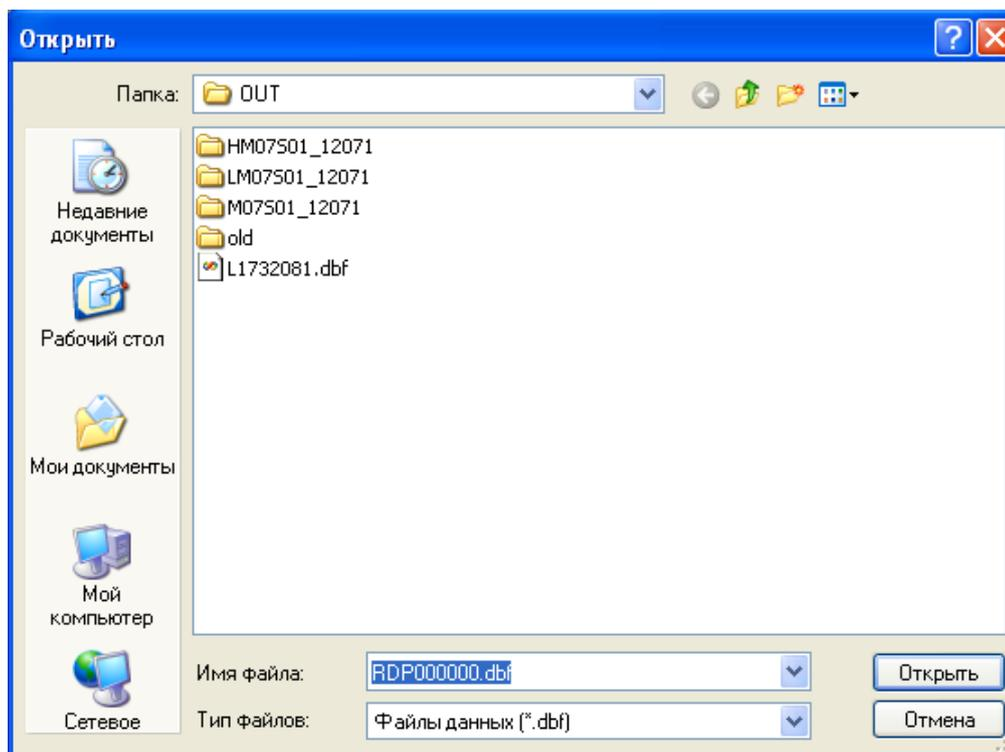 Открыть
Папка: OUT
HM07S01_12071
LM07S01_12071
M07S01_12071
old
L1732081.dbf
Недавние
документы
Рабочий стол
Мои документы
Мой
компьютер
Сетевое
Имя файла: RDP000000.dbf Открыть
Тип файлов: Файлы данных (*.dbf) Отмена